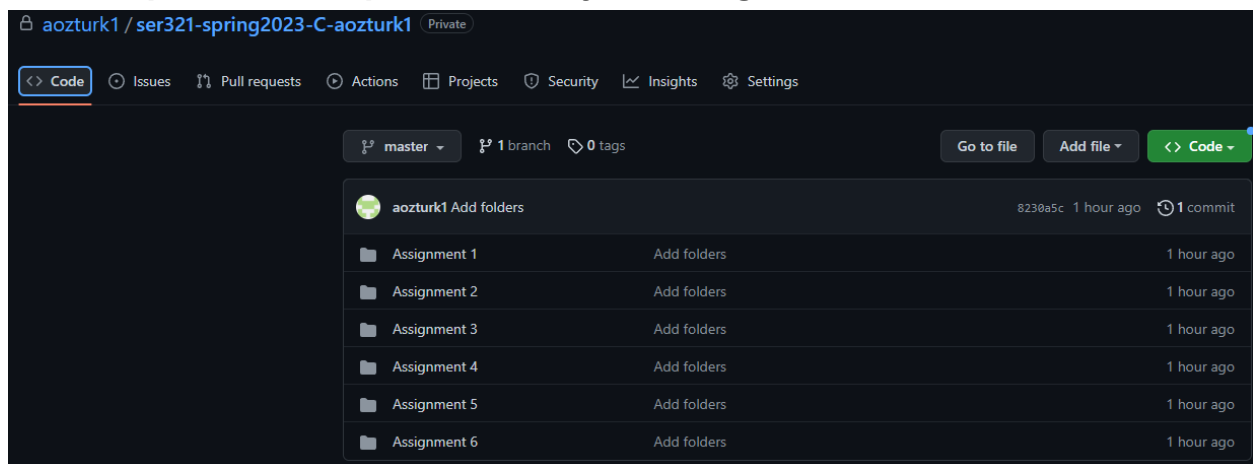 aozturk1 / ser321-spring2023-C-aozturk1 Private
<> Code Issues Pull requests Actions Projects Security Insights Settings
master 1 branch 0 tags Go to file Add file <> Code
aozturk1 Add folders 8230a5c 1 hour ago 1 commit
Assignment 1 Add folders 1 hour ago
Assignment 2 Add folders 1 hour ago
Assignment 3 Add folders 1 hour ago
Assignment 4 Add folders 1 hour ago
Assignment 5 Add folders 1 hour ago
Assignment 6 Add folders 1 hour ago